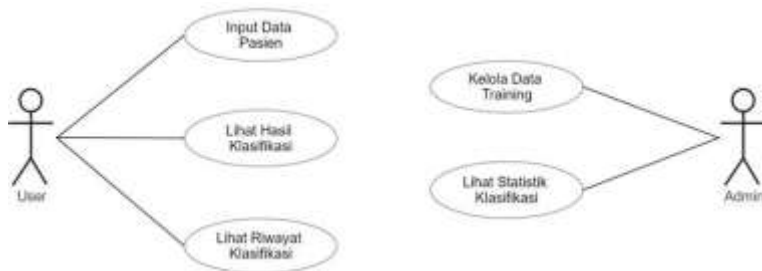 Input Data
Pasien
Kelola Data
Training
Lihat Hasil
Klasifikasi
User
Lihat Statistik
Klasifikasi
Admin
Lihat Riwayat
Klasifikasi